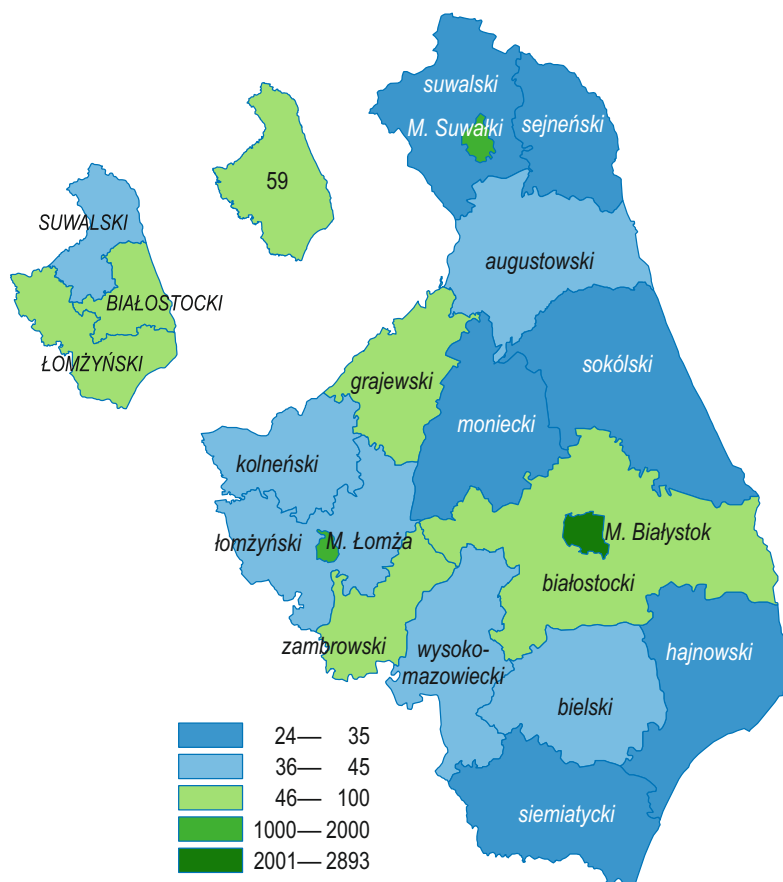 suwalski
M. Suwałki
sejneński
59
SUWALSKI
BIAŁOSTOCKI
ŁOMŻYŃSKI
augustowski
sokólski
grajewski
moniecki
kolneński
łomżyński
M. Łomża
M. Białystok
białostocki
zambrowski
wysoko-
mazowiecki
hajnowski
bielski
siemiatycki
24— 35
36— 45
46— 100
1000— 2000
2001— 2893